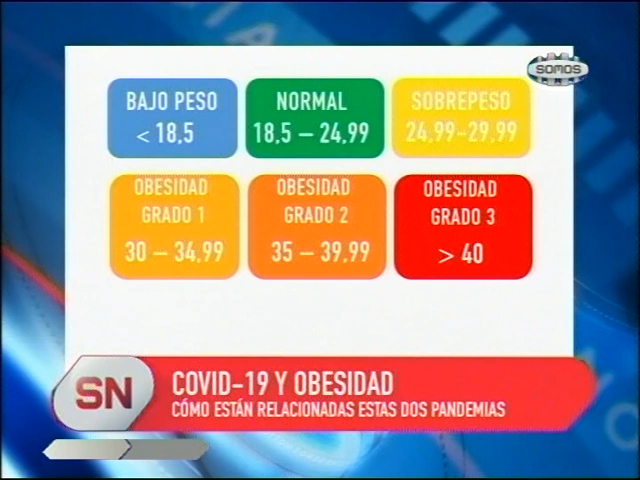 SOMOS
BAJO PESO
< 18,5
NORMAL
18,5 – 24,99
SOBREPESO
24,99-29,99
OBESIDAD
GRADO 1
30 – 34,99
OBESIDAD
GRADO 2
35 – 39,99
OBESIDAD
GRADO 3
> 40
SN
COVID-19 Y OBESIDAD
CÓMO ESTÁN RELACIONADAS ESTAS DOS PANDEMIAS